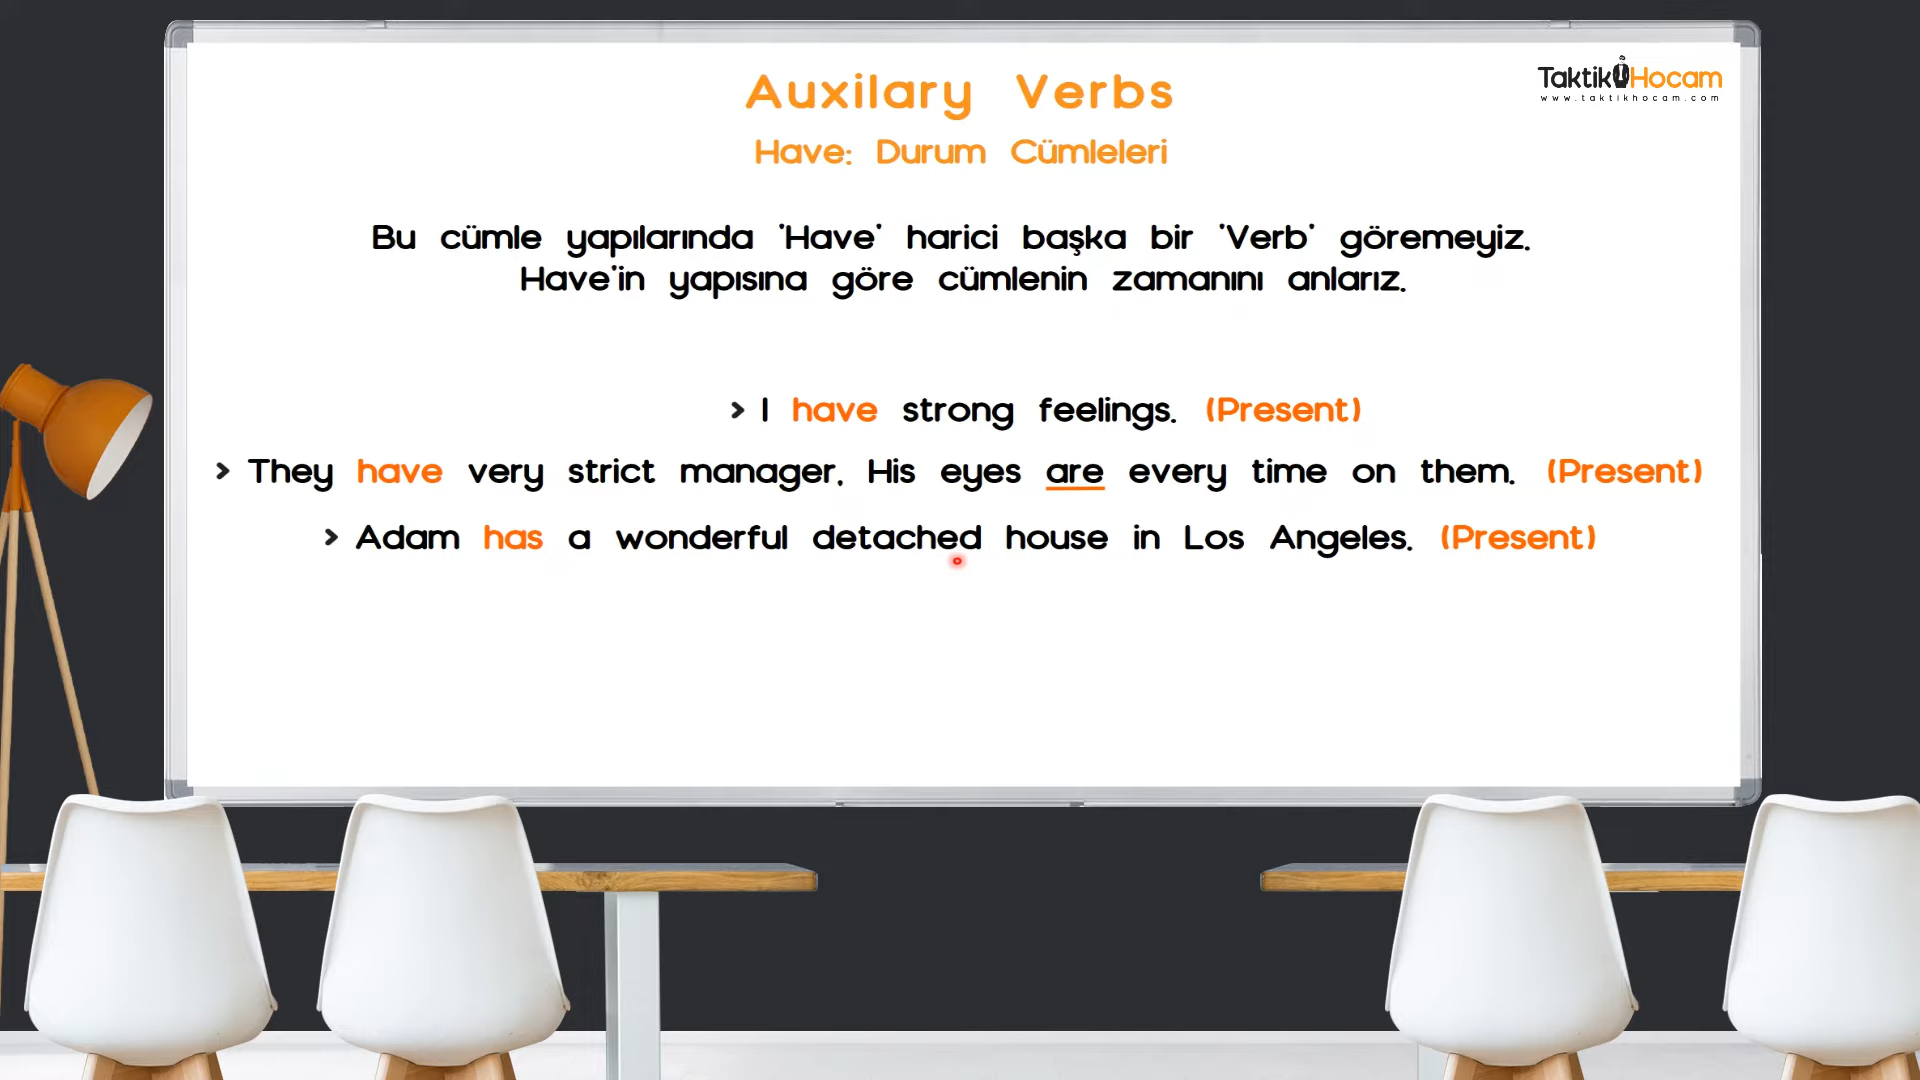 Auxilary Verbs
TaktikHocam
www.taktikhocam.com
Have: Durum Cümleleri
Bu cümle yapılarında 'Have' harici başka bir 'Verb' göremeyiz.
Have'in yapısına göre cümlenin zamanını anlarız.
> I have strong feelings. (Present)
> They have very strict manager. His eyes are every time on them. (Present)
> Adam has a wonderful detached house in Los Angeles. (Present)